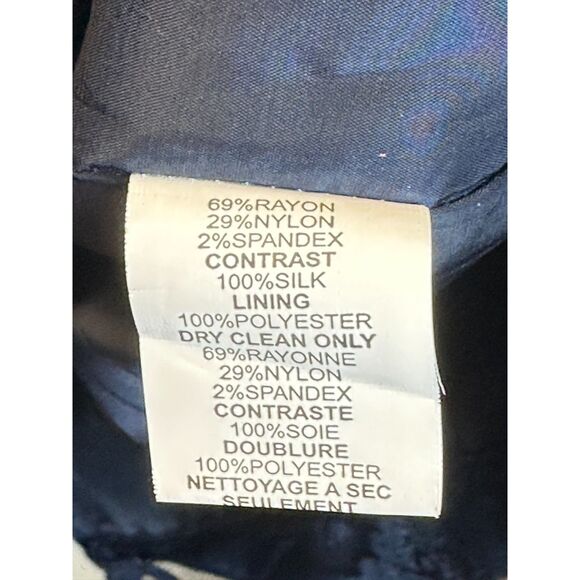 69%RAYON
29%NYLON
2%SPANDEX
CONTRAST
100%SILK
LINING
100%POLYESTER
DRY CLEAN ONLY
69%RAYONNE
29%NYLON
2%SPANDEX
CONTRASTE
100%SOIE
DOUBLURE
100%POLYESTER
NETTOYAGE A SEC
SEULEMENT